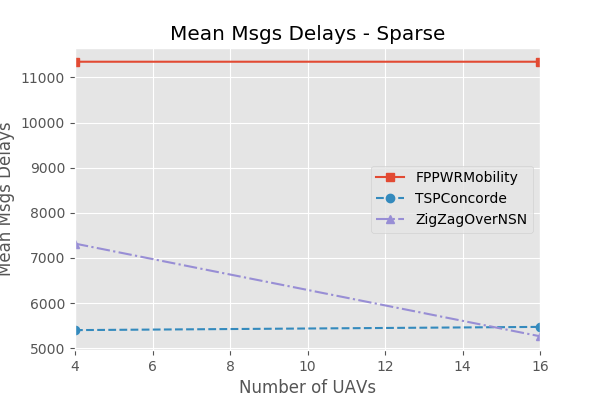 Mean Msgs Delays - Sparse
Mean Msgs Delays
11000
10000
9000
8000
7000
6000
5000
FPPWRMobility
TSPConcorde
ZigZagOverNSN
4 6 8 10 12 14 16
Number of UAVs